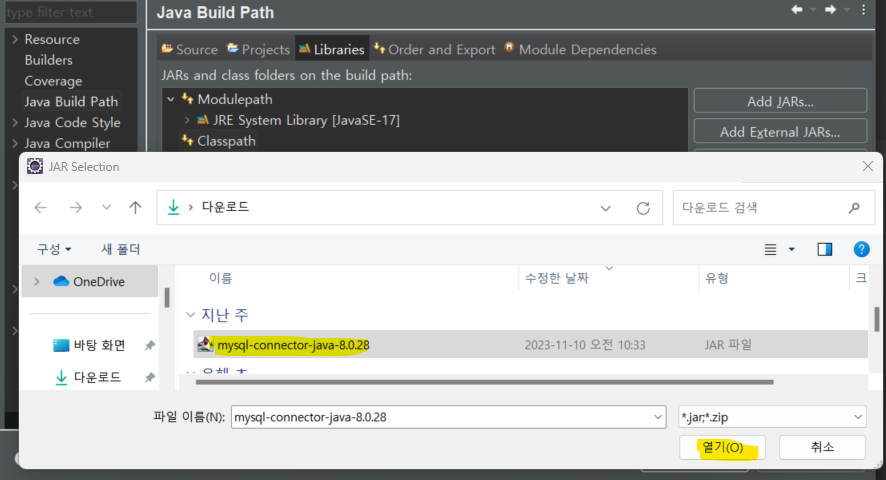 type filter text
Java Build Path
Resource
Builders
Coverage
Java Build Path
Java Code Style
Java Compiler
Source Projects Libraries Order and Export Module Dependencies
JARs and class folders on the build path:
Modulepath
JRE System Library [JavaSE-17]
Classpath
Add JARs...
Add External JARs...
JAR Selection
다운로드
다운로드 검색
구성 새 폴더
이름 수정한 날짜 유형 크
OneDrive
바탕 화면
다운로드
지난 주
mysql-connector-java-8.0.28 2023-11-10 오전 10:33 JAR 파일
파일 이름(N): mysql-connector-java-8.0.28 *.jar;*.zip
열기(O) 취소